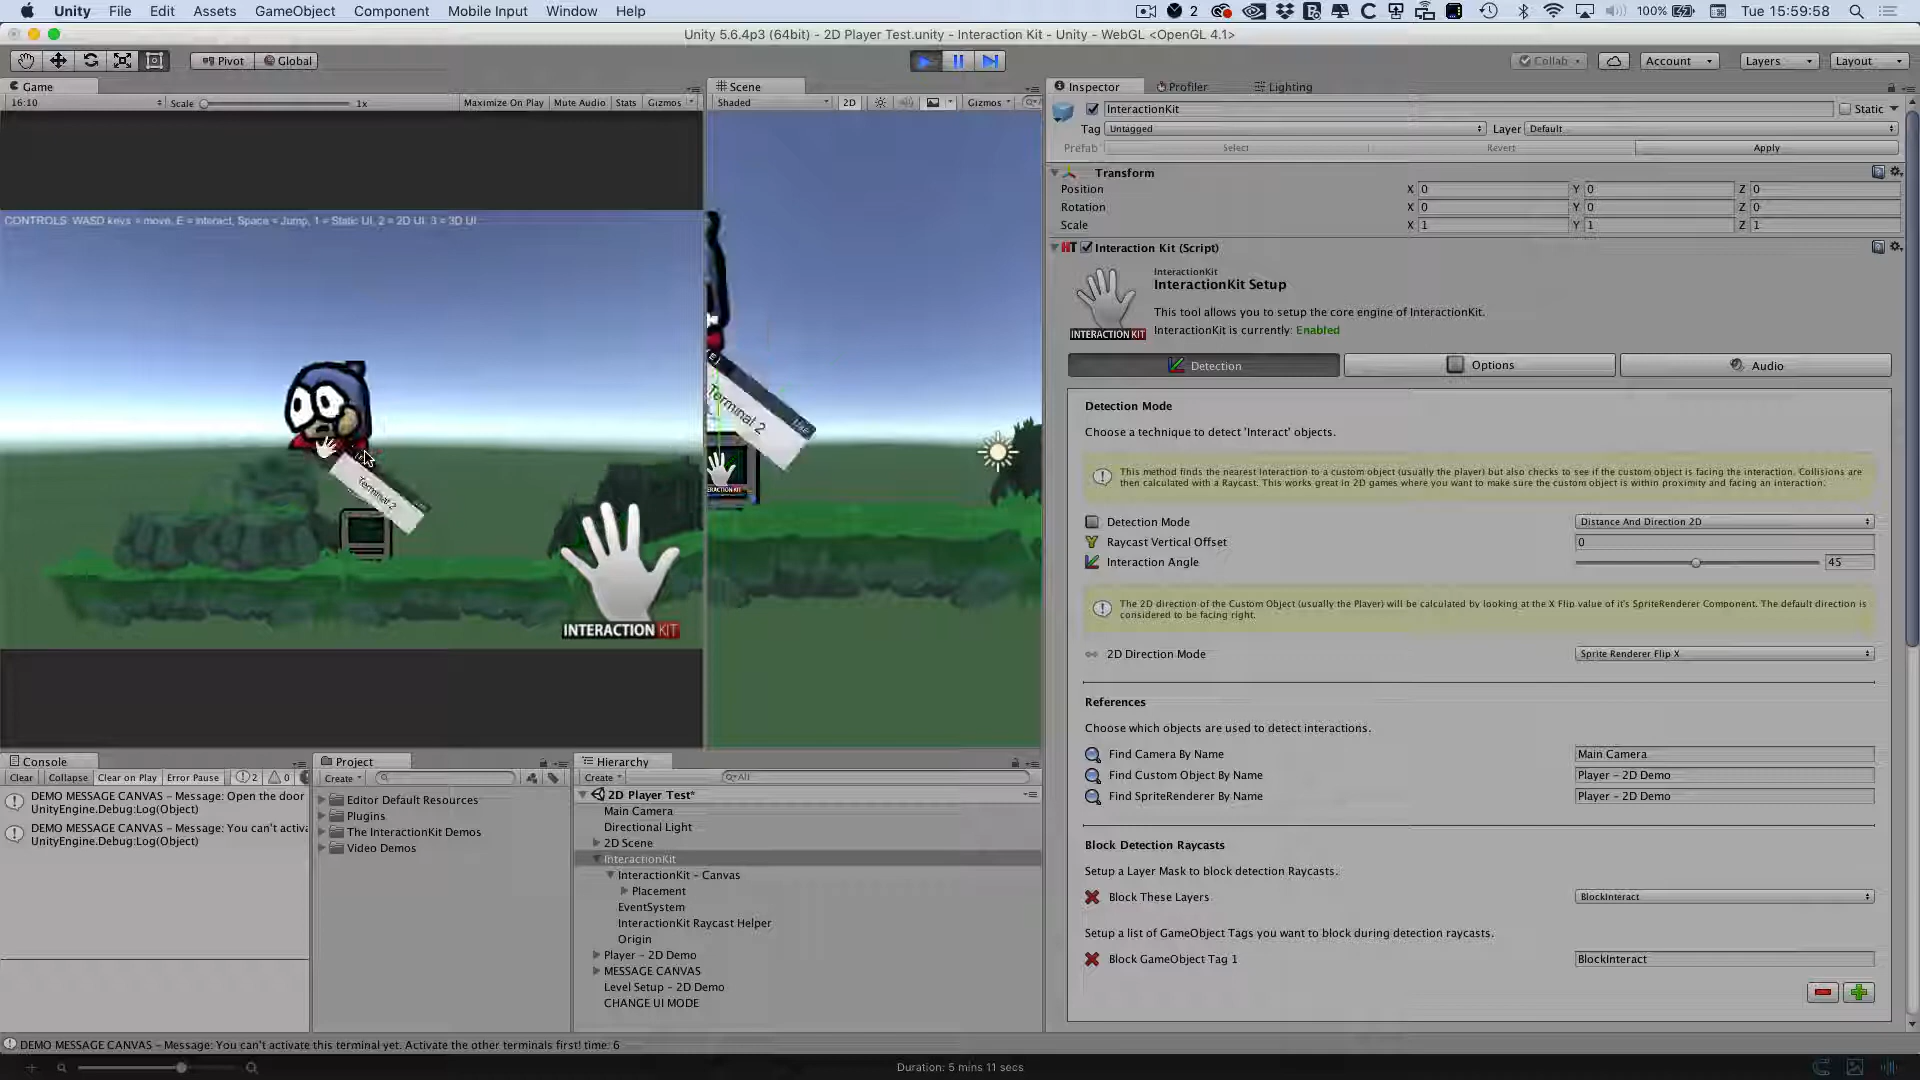 Unity File Edit Assets GameObject Component Mobile Input Window Help
2 100% Tue 15:59:58
Unity 5.6.4p3 (64bit) - 2D Player Test.unity - Interaction Kit - Unity - WebGL <OpenGL 4.1>
Pivot Global Collab Account Layers Layout
Game Scene Inspector Profiler Lighting
16:10 Scale 1x Maximize On Play Mute Audio Stats Gizmos
Shaded 2D Gizmos
InteractionKit Static
Tag Untagged Layer Default
Prefab Select Revert Apply
Transform
Position X 0 Y 0 Z 0
Rotation X 0 Y 0 Z 0
Scale X 1 Y 1 Z 1
CONTROLS: WASD keys = move, E = interact, Space = Jump, 1 = Static UI, 2 = 2D UI, 3 = 3D UI
Terminal 2
INTERACTION KIT
[E]
Terminal 2
Use
Interaction Kit (Script)
INTERACTION KIT
InteractionKit
InteractionKit Setup
This tool allows you to setup the core engine of InteractionKit.
InteractionKit is currently: Enabled
Detection Options Audio
Detection Mode
Choose a technique to detect 'Interact' objects.
This method finds the nearest Interaction to a custom object (usually the player) but also checks to see if the custom object is facing the interaction. Collisions are
then calculated with a Raycast. This works great in 2D games where you want to make sure the custom object is within proximity and facing an interaction.
Detection Mode Distance And Direction 2D
Raycast Vertical Offset 0
Interaction Angle 45
The 2D direction of the Custom Object (usually the Player) will be calculated by looking at the X Flip value of it's SpriteRenderer Component. The default direction is
considered to be facing right.
2D Direction Mode Sprite Renderer Flip X
References
Choose which objects are used to detect interactions.
Find Camera By Name Main Camera
Find Custom Object By Name Player - 2D Demo
Find SpriteRenderer By Name Player - 2D Demo
Block Detection Raycasts
Setup a Layer Mask to block detection Raycasts.
Block These Layers BlockInteract
Setup a list of GameObject Tags you want to block during detection raycasts.
Block GameObject Tag 1 BlockInteract
Console
Clear Collapse Clear on Play Error Pause 2 0
DEMO MESSAGE CANVAS - Message: Open the door
UnityEngine.Debug:Log(Object)
DEMO MESSAGE CANVAS - Message: You can't activa
UnityEngine.Debug:Log(Object)
Project
Create
Editor Default Resources
Plugins
The InteractionKit Demos
Video Demos
Hierarchy
Create All
2D Player Test*
Main Camera
Directional Light
2D Scene
InteractionKit
InteractionKit - Canvas
Placement
EventSystem
InteractionKit Raycast Helper
Origin
Player - 2D Demo
MESSAGE CANVAS
Level Setup - 2D Demo
CHANGE UI MODE
DEMO MESSAGE CANVAS - Message: You can't activate this terminal yet. Activate the other terminals first! time: 6
Duration: 5 mins 11 secs